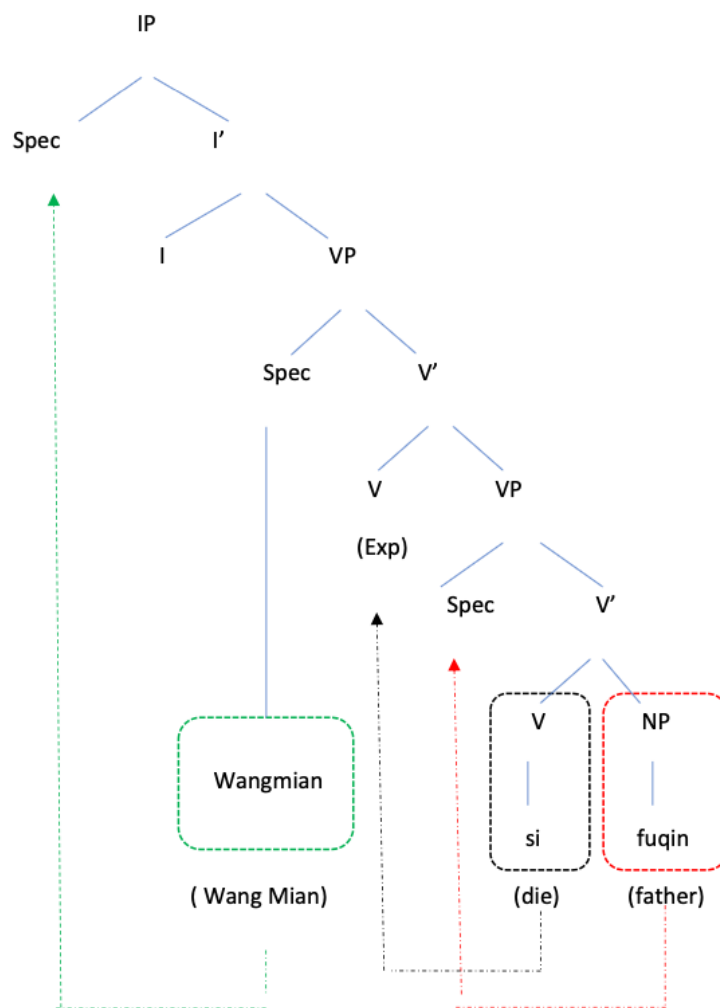 IP
Spec I’
I VP
Spec V’
V VP
(Exp)
Spec V’
V NP
Wangmian
si fuqin
( Wang Mian) (die) (father)